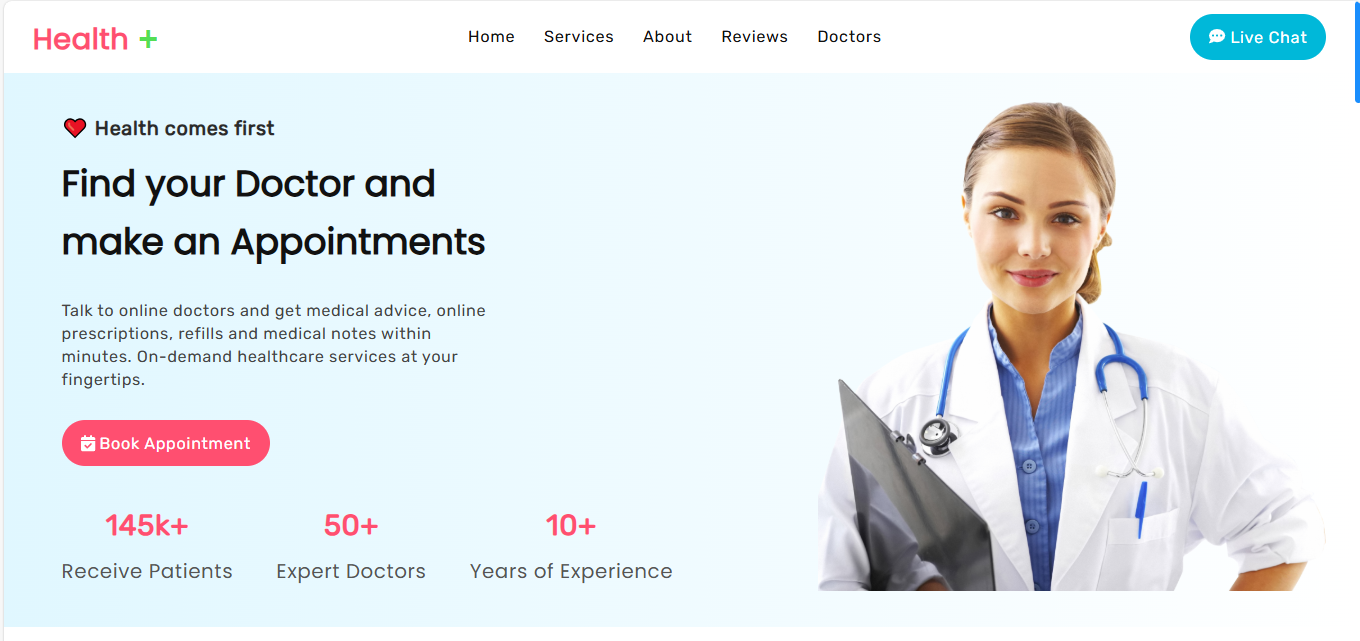 Health +
Home Services About Reviews Doctors
Live Chat
Health comes first
Find your Doctor and
make an Appointments
Talk to online doctors and get medical advice, online
prescriptions, refills and medical notes within
minutes. On-demand healthcare services at your
fingertips.
Book Appointment
145k+ 50+ 10+
Receive Patients Expert Doctors Years of Experience